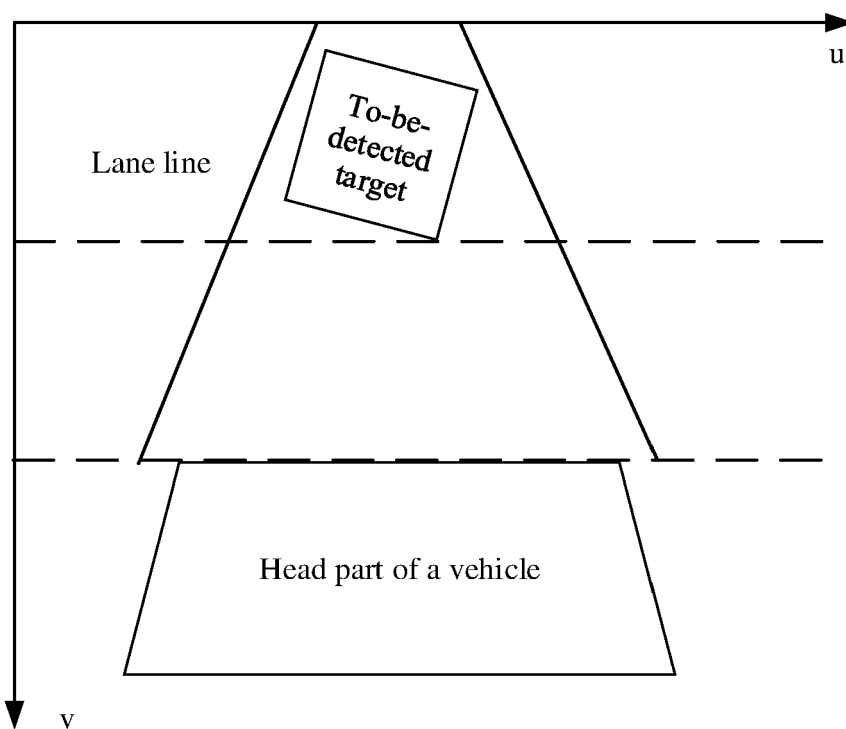 u
To-be-
detected
target
Lane line
Head part of a vehicle
v